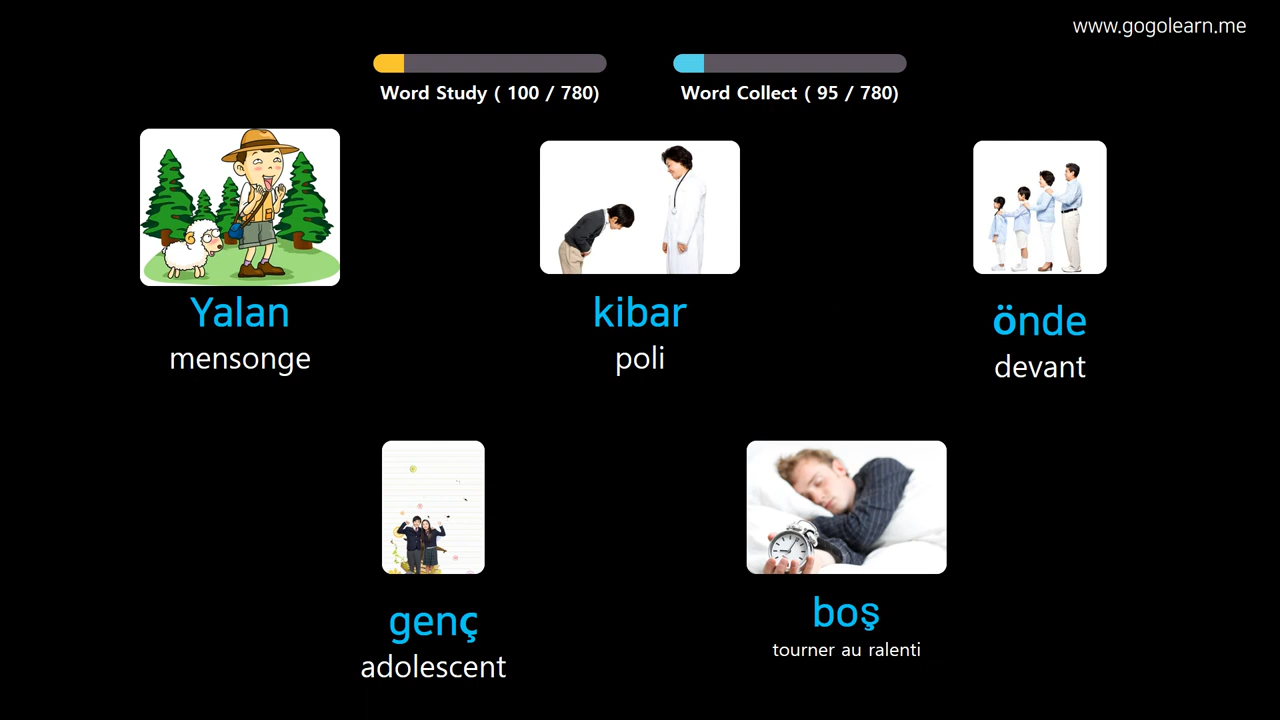 www.gogolearn.me
Word Study ( 100 / 780)
Word Collect ( 95 / 780)
Yalan
mensonge
kibar
poli
önde
devant
genç
adolescent
boş
tourner au ralenti